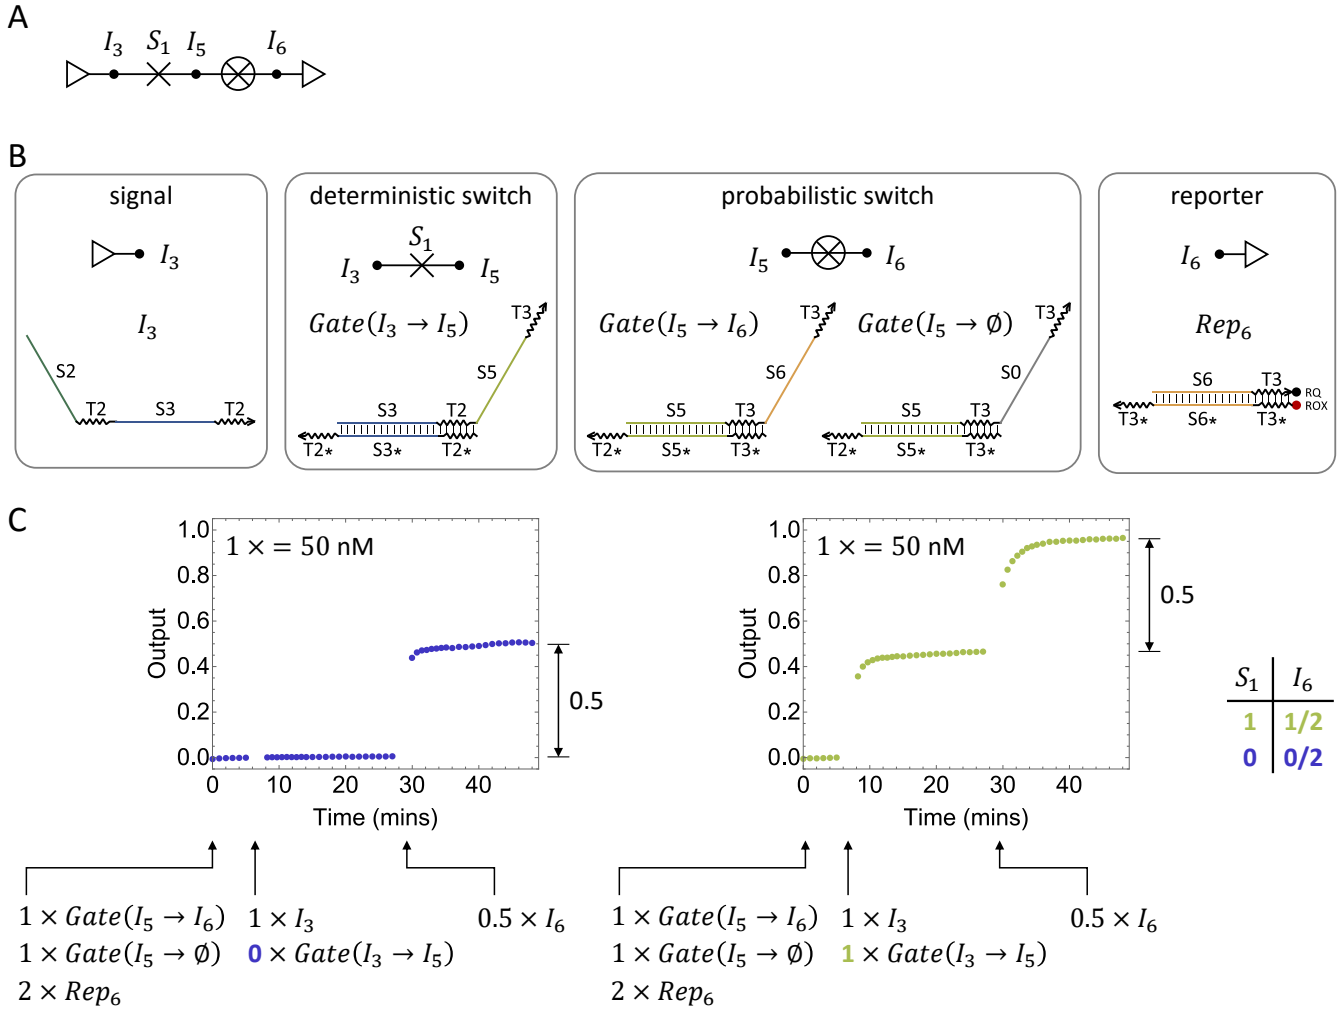 A
I₃ S₁ I₅ I₆
B
signal
I₃
I₃
S2
T2 S3 T2
deterministic switch
S₁
I₃ I₅
Gate(I₃ → I₅)
T3
S5
S3 T2
T2* S3* T2*
probabilistic switch
I₅ I₆
Gate(I₅ → I₆) Gate(I₅ → ∅)
T3 T3
S6 S0
S5 T3 S5 T3
T2* S5* T3* T2* S5* T3*
reporter
I₆
Rep₆
S6 T3
RQ
ROX
T3* S6* T3*
C
1 × = 50 nM
Output
1.0
0.8
0.6
0.4
0.2
0.0
0 10 20 30 40
Time (mins)
0.5
1 × Gate(I₅ → I₆)
1 × Gate(I₅ → ∅)
2 × Rep₆
1 × I₃
0 × Gate(I₃ → I₅)
0.5 × I₆
1 × = 50 nM
Output
1.0
0.8
0.6
0.4
0.2
0.0
0 10 20 30 40
Time (mins)
0.5
1 × Gate(I₅ → I₆)
1 × Gate(I₅ → ∅)
2 × Rep₆
1 × I₃
1 × Gate(I₃ → I₅)
0.5 × I₆
S₁ I₆
1 1/2
0 0/2